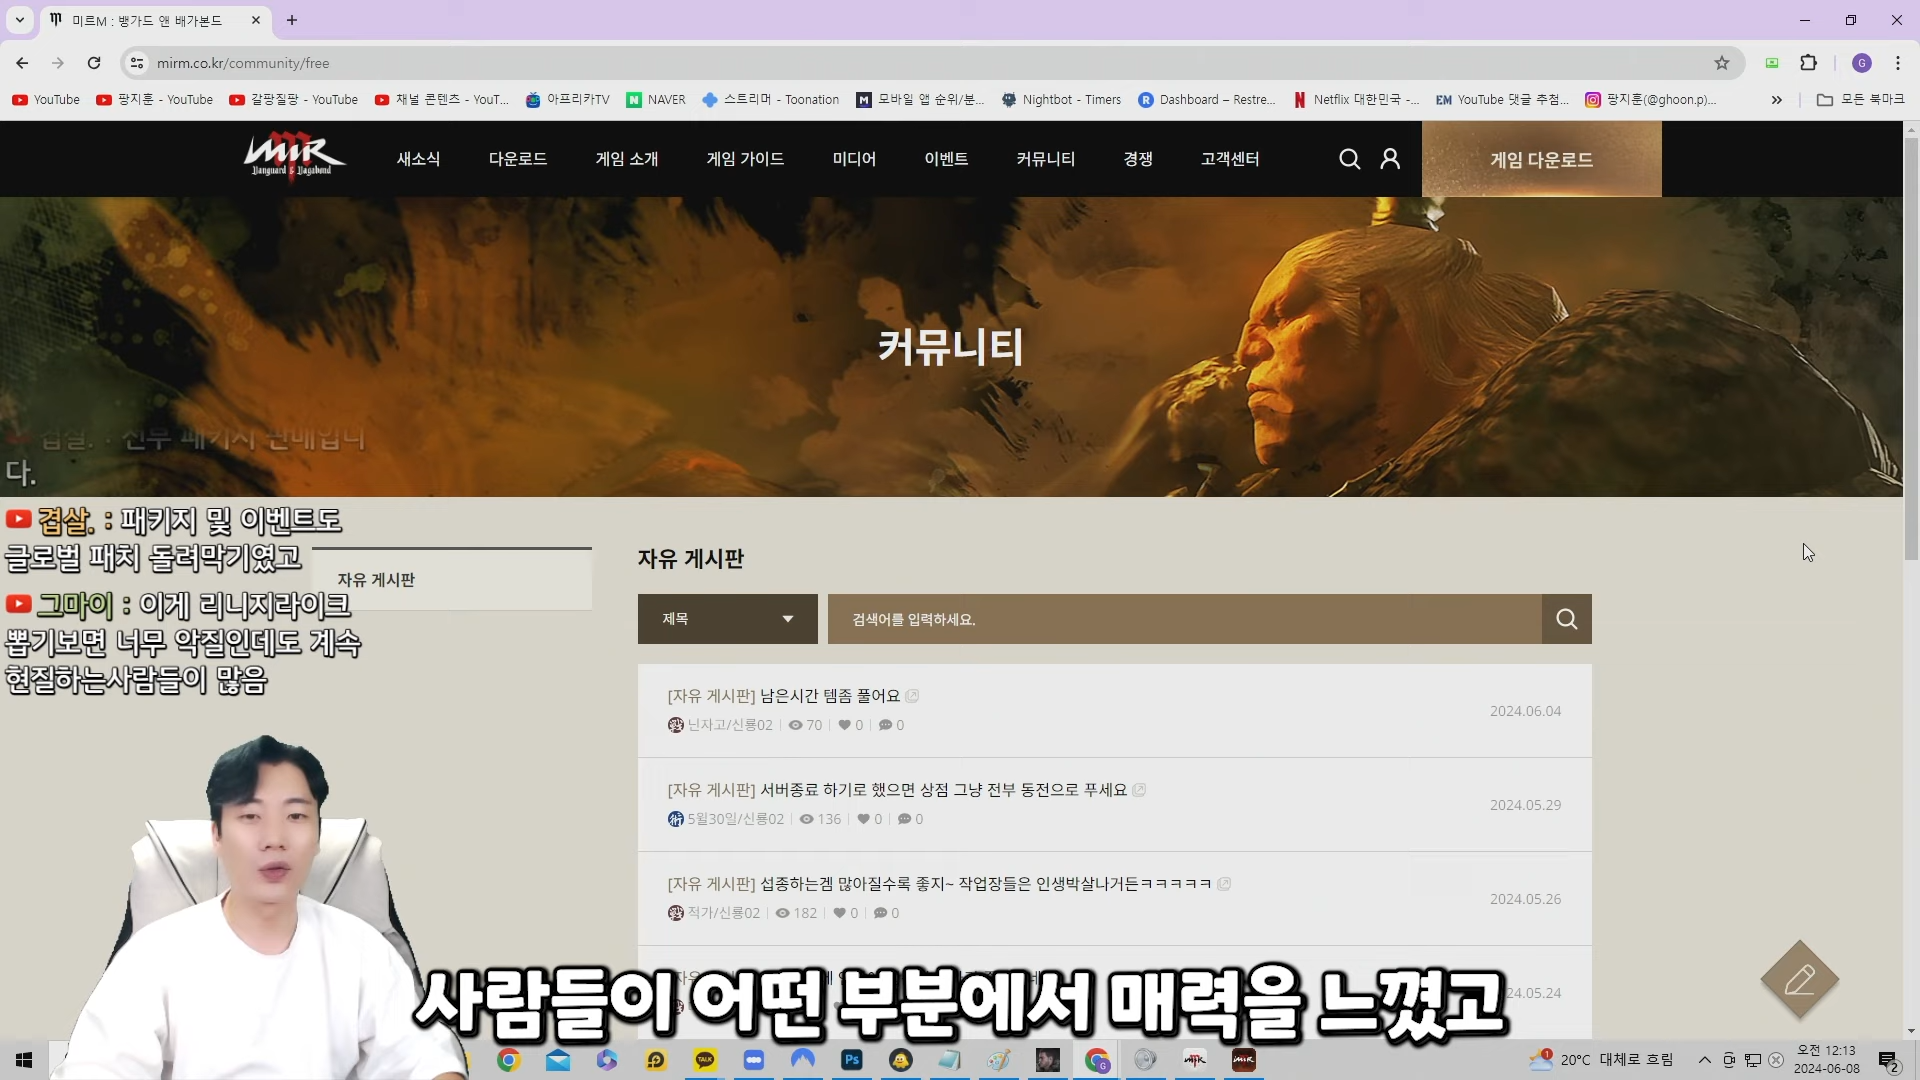 미르M : 뱅가드 앤 배가본드
mirm.co.kr/community/free
YouTube
팡지훈 - YouTube
갈팡질팡 - YouTube
채널 콘텐츠 - YouT...
아프리카TV
NAVER
스트리머 - Toonation
모바일 앱 순위/분...
Nightbot - Timers
Dashboard – Restre...
Netflix 대한민국 -...
YouTube 댓글 추첨...
팡지훈(@ghoon.p)...
모든 북마크
MIR
Vanguard & Vagabond
새소식
다운로드
게임 소개
게임 가이드
미디어
이벤트
커뮤니티
경쟁
고객센터
게임 다운로드
커뮤니티
겹살. : 전부 패키지 판매입니
다.
겹살. : 패키지 및 이벤트도
글로벌 패치 돌려막기였고
그마이 : 이게 리니지라이크
뽑기보면 너무 악질인데도 계속
현질하는사람들이 많음
자유 게시판
자유 게시판
제목
검색어를 입력하세요.
[자유 게시판] 남은시간 템좀 풀어요
닌자고/신룡02 70 0 0
2024.06.04
[자유 게시판] 서버종료 하기로 했으면 상점 그냥 전부 동전으로 푸세요
5월30일/신룡02 136 0 0
2024.05.29
[자유 게시판] 섭종하는겜 많아질수록 좋지~ 작업장들은 인생박살나거든ㅋㅋㅋㅋㅋ
적가/신룡02 182 0 0
2024.05.26
사람들이 어떤 부분에서 매력을 느꼈고
20°C 대체로 흐림
오전 12:13
2024-06-08